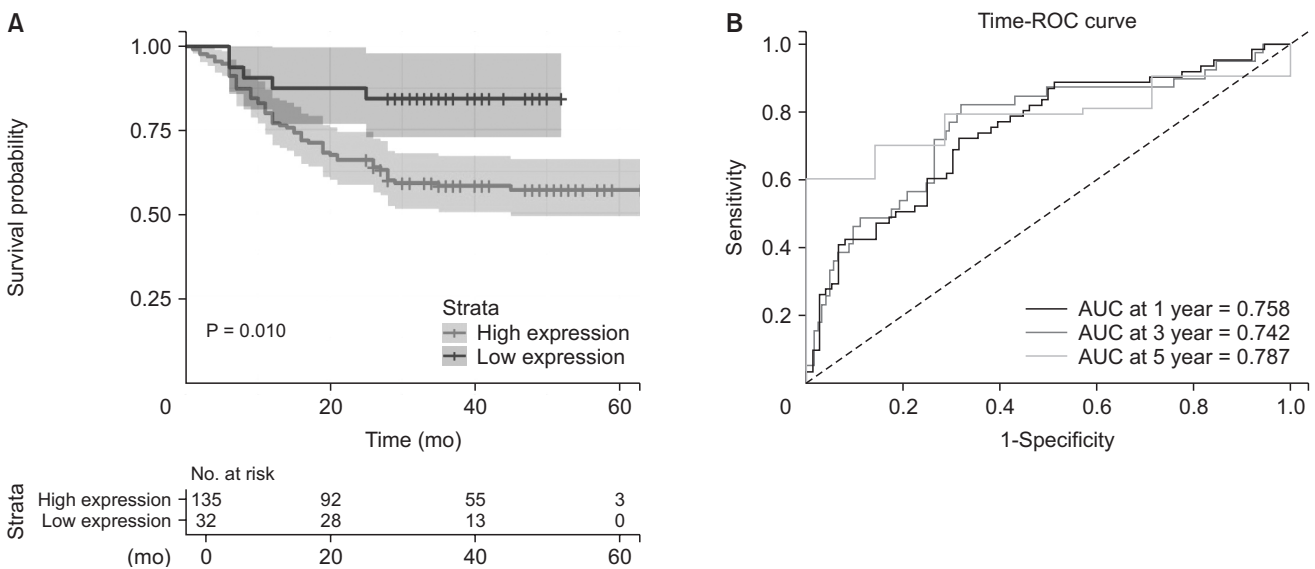 A
Survival probability
1.00
0.75
0.50
0.25
P = 0.010
Strata
High expression
Low expression
0 20 40 60
Time (mo)
No. at risk
Strata
High expression 135 92 55 3
Low expression 32 28 13 0
(mo) 0 20 40 60
B
Time-ROC curve
Sensitivity
1.0
0.8
0.6
0.4
0.2
AUC at 1 year = 0.758
AUC at 3 year = 0.742
AUC at 5 year = 0.787
0 0.2 0.4 0.6 0.8 1.0
1-Specificity